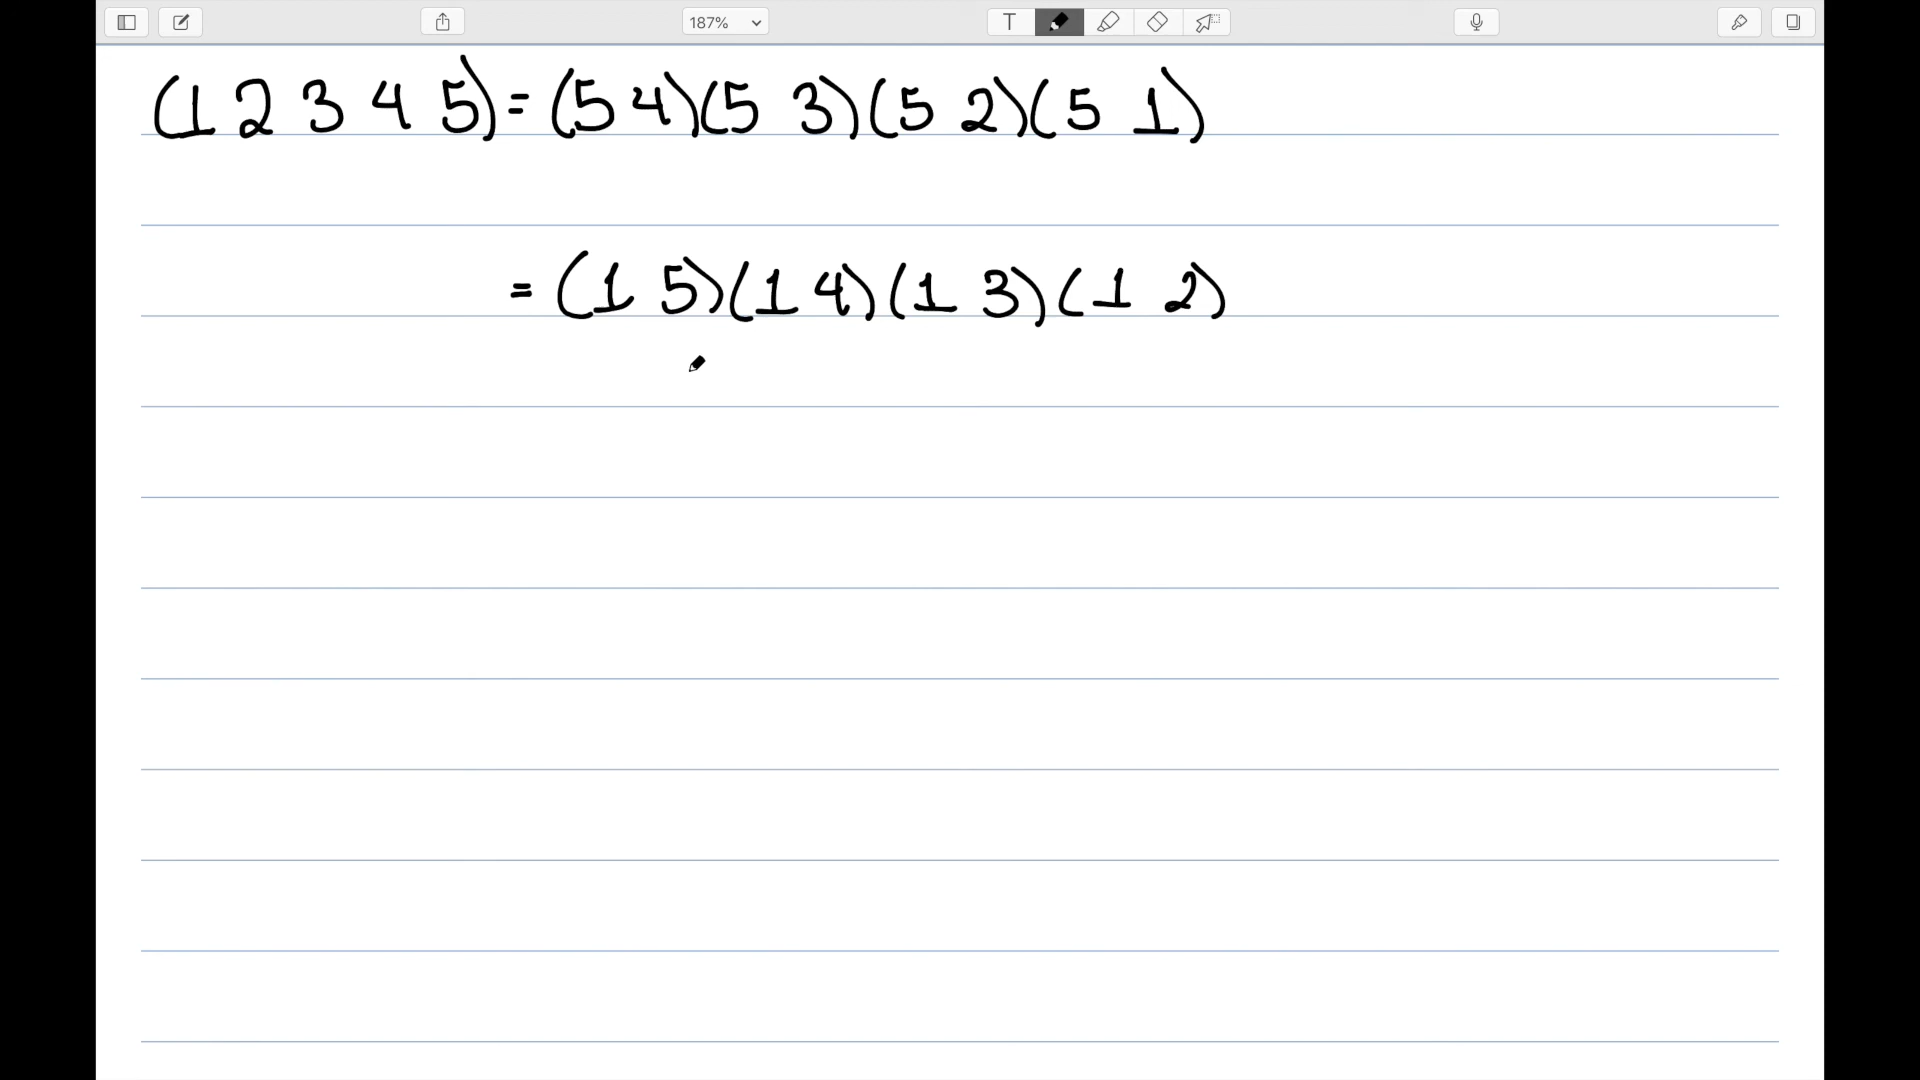 187%
T
(1 2 3 4 5) = (5 4)(5 3)(5 2)(5 1)
= (1 5)(1 4)(1 3)(1 2)